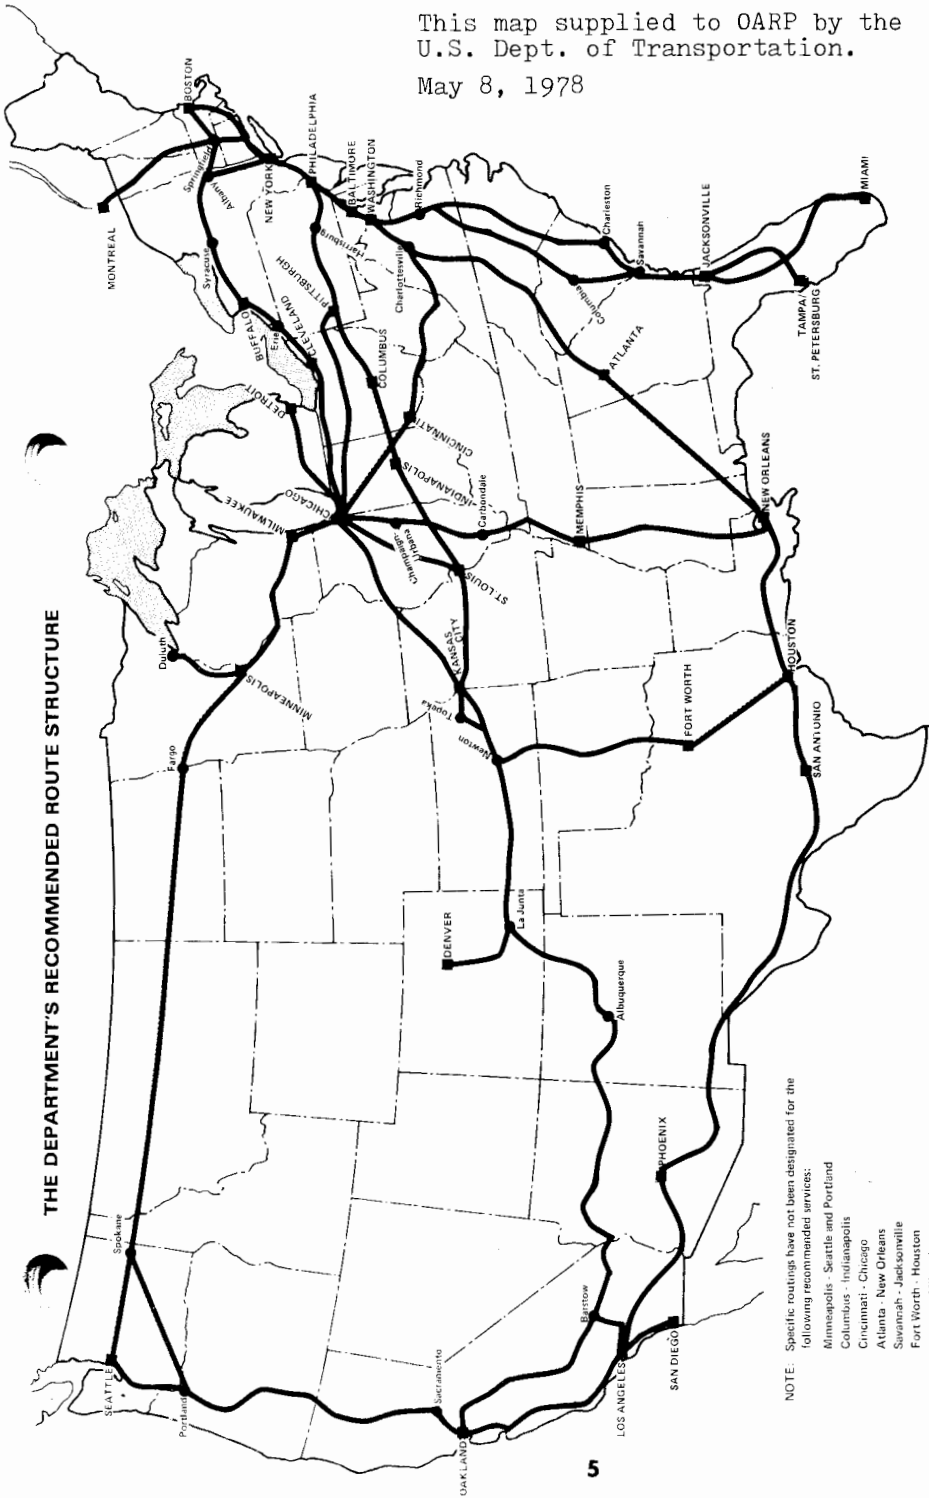 This map supplied to OARP by the
U.S. Dept. of Transportation.
May 8, 1978
THE DEPARTMENT'S RECOMMENDED ROUTE STRUCTURE
SEATTLE
Spokane
Portland
Fargo
Duluth
MINNEAPOLIS
MILWAUKEE
CHICAGO
DETROIT
BUFFALO
Erie
CLEVELAND
Syracuse
Albany
Springfield
MONTREAL
BOSTON
NEW YORK
PHILADELPHIA
Harrisburg
BALTIMORE
WASHINGTON
PITTSBURGH
COLUMBUS
Charlottesville
Richmond
CINCINNATI
INDIANAPOLIS
Champaign
Urbana
Carbondale
ST. LOUIS
KANSAS
CITY
Topeka
Newton
Sacramento
OAKLAND
DENVER
La Junta
Albuquerque
Barstow
LOS ANGELES
SAN DIEGO
PHOENIX
FORT WORTH
MEMPHIS
ATLANTA
Columbia
Charleston
Savannah
JACKSONVILLE
TAMPA/
ST. PETERSBURG
MIAMI
NEW ORLEANS
HOUSTON
SAN ANTONIO
NOTE: Specific routings have not been designated for the
following recommended services:
Minneapolis - Seattle and Portland
Columbus - Indianapolis
Cincinnati - Chicago
Atlanta - New Orleans
Savannah - Jacksonville
Fort Worth - Houston
5